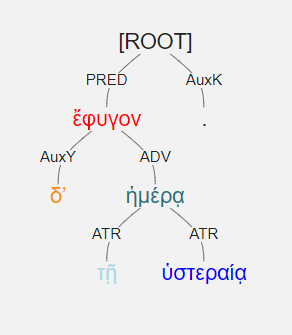 [ROOT]
PRED AuxK
ἔφυγον .
AuxY ADV
δ’ ἡμέρᾳ
ATR ATR
τῇ ὑστεραίᾳ